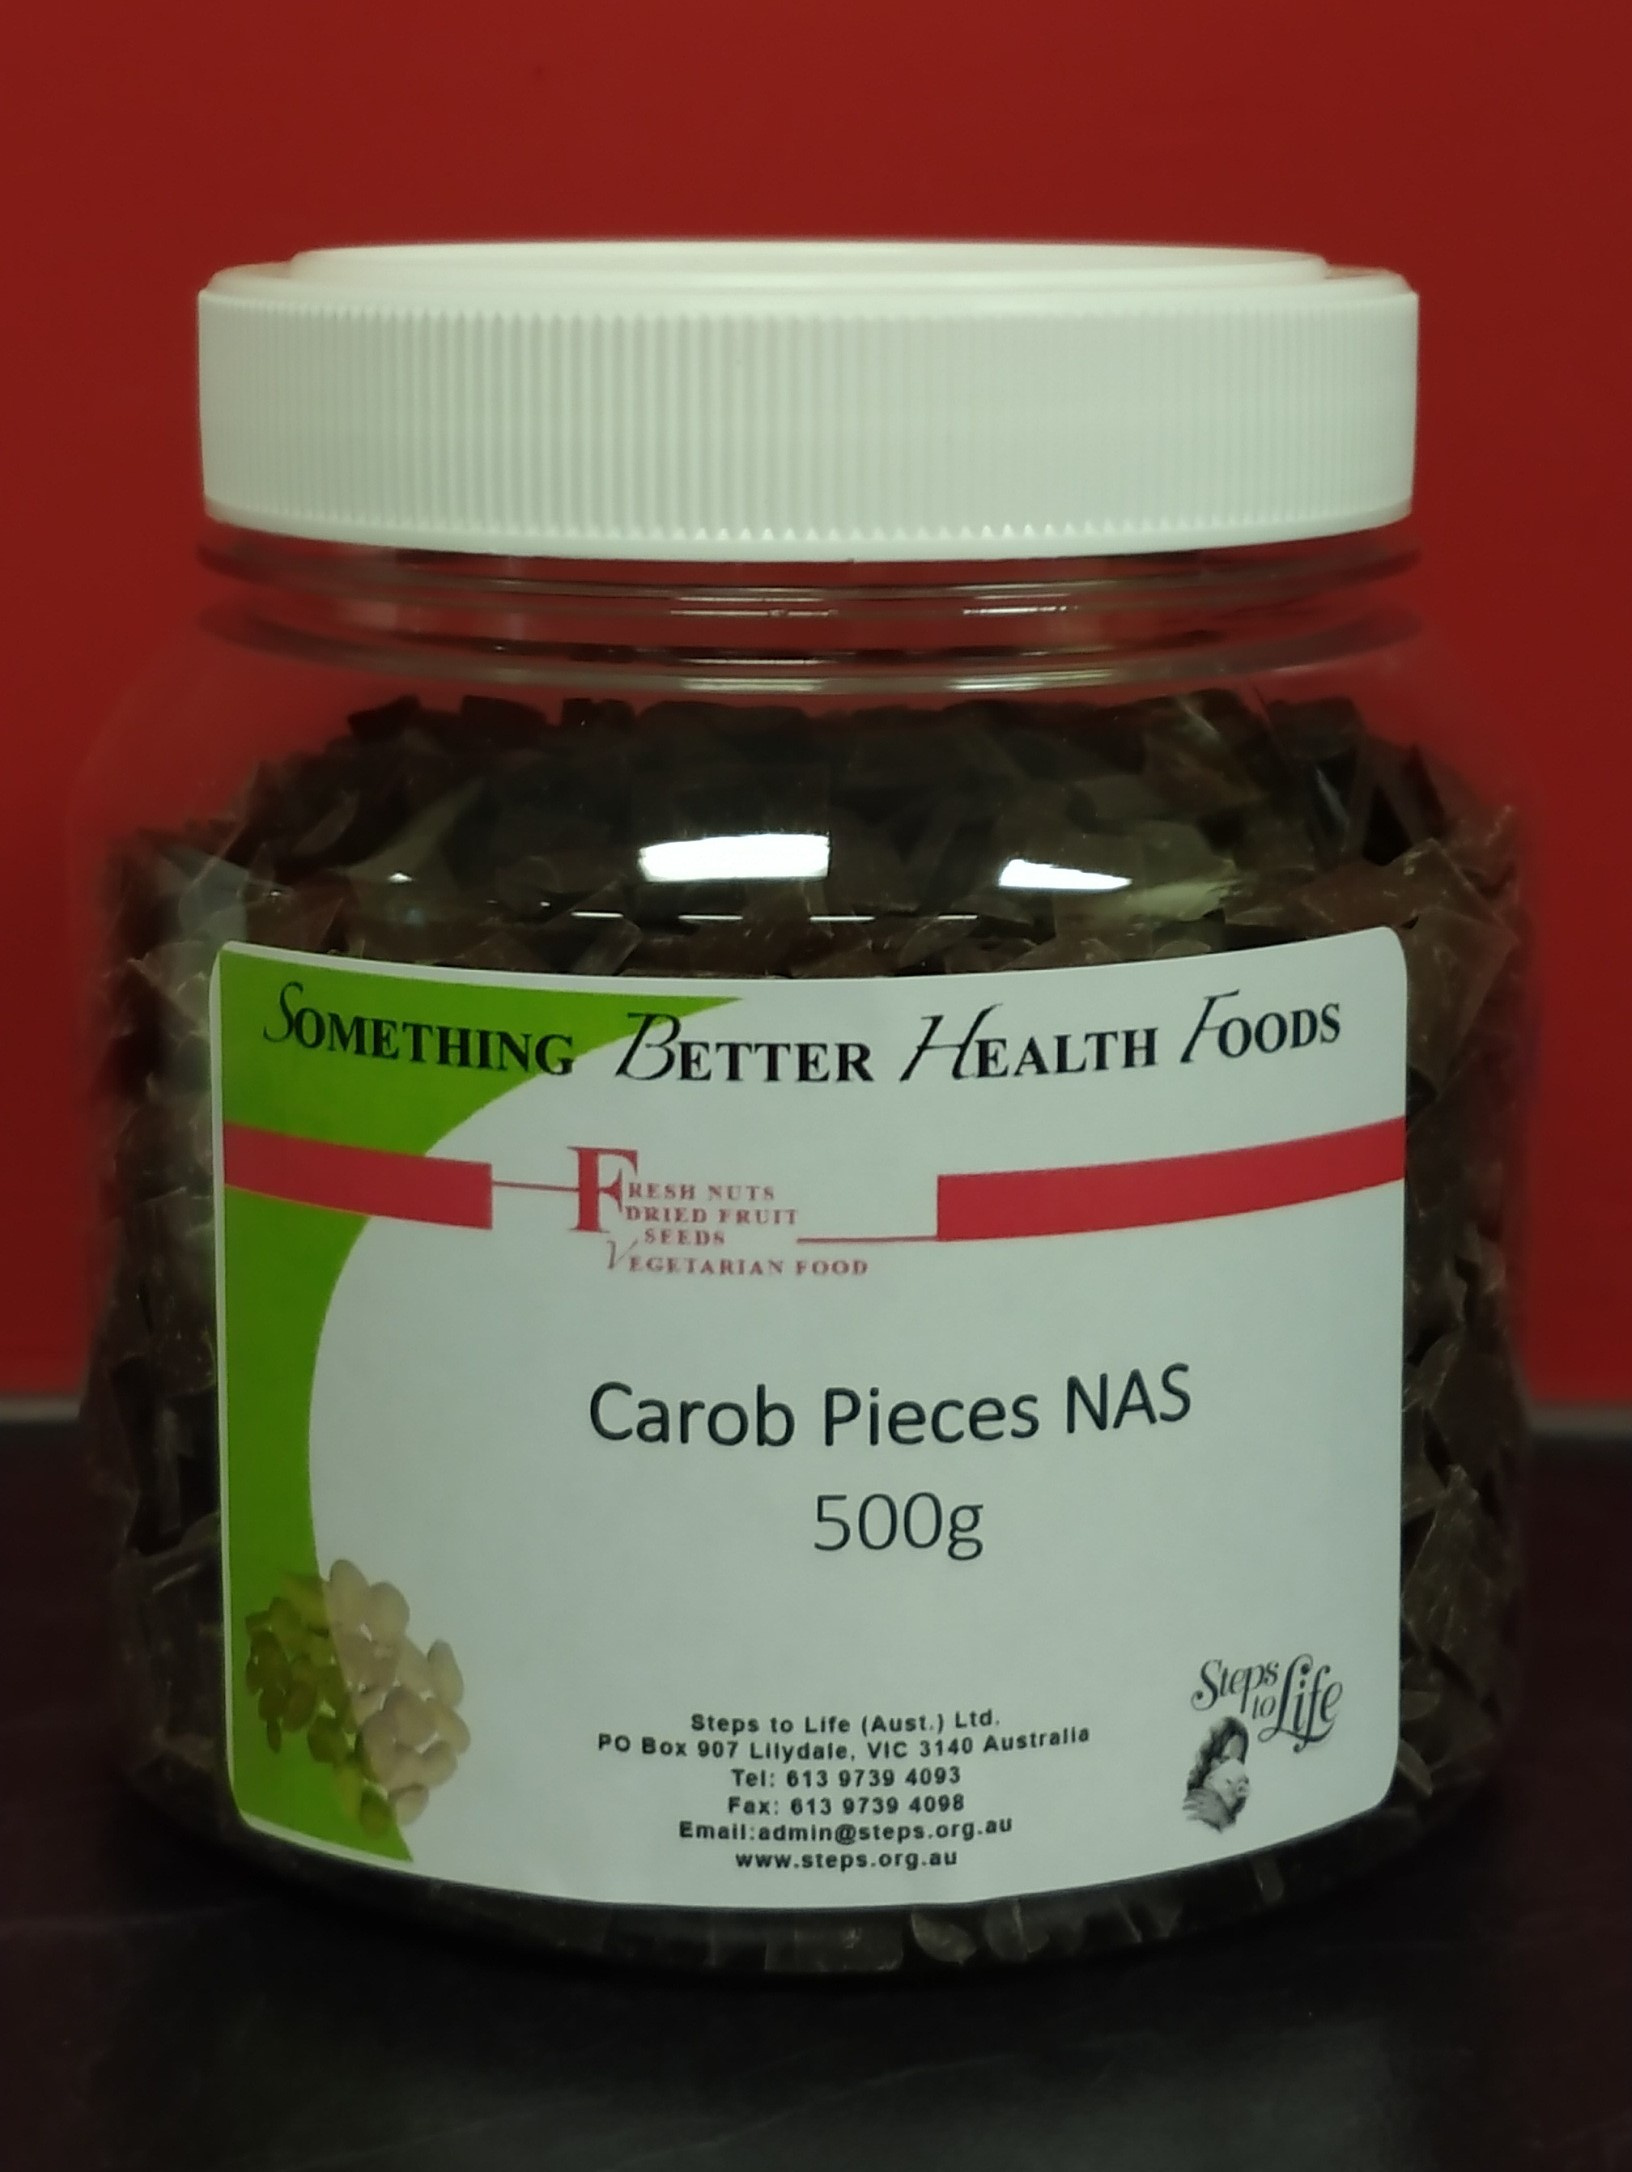 SOMETHING BETTER HEALTH FOODS
FRESH NUTS
DRIED FRUIT
SEEDS
VEGETARIAN FOOD
Carob Pieces NAS
500g
Steps
to Life
Steps to Life (Aust.) Ltd.
PO Box 907 Lilydale, VIC 3140 Australia
Tel: 613 9739 4093
Fax: 613 9739 4098
Email:admin@steps.org.au
www.steps.org.au